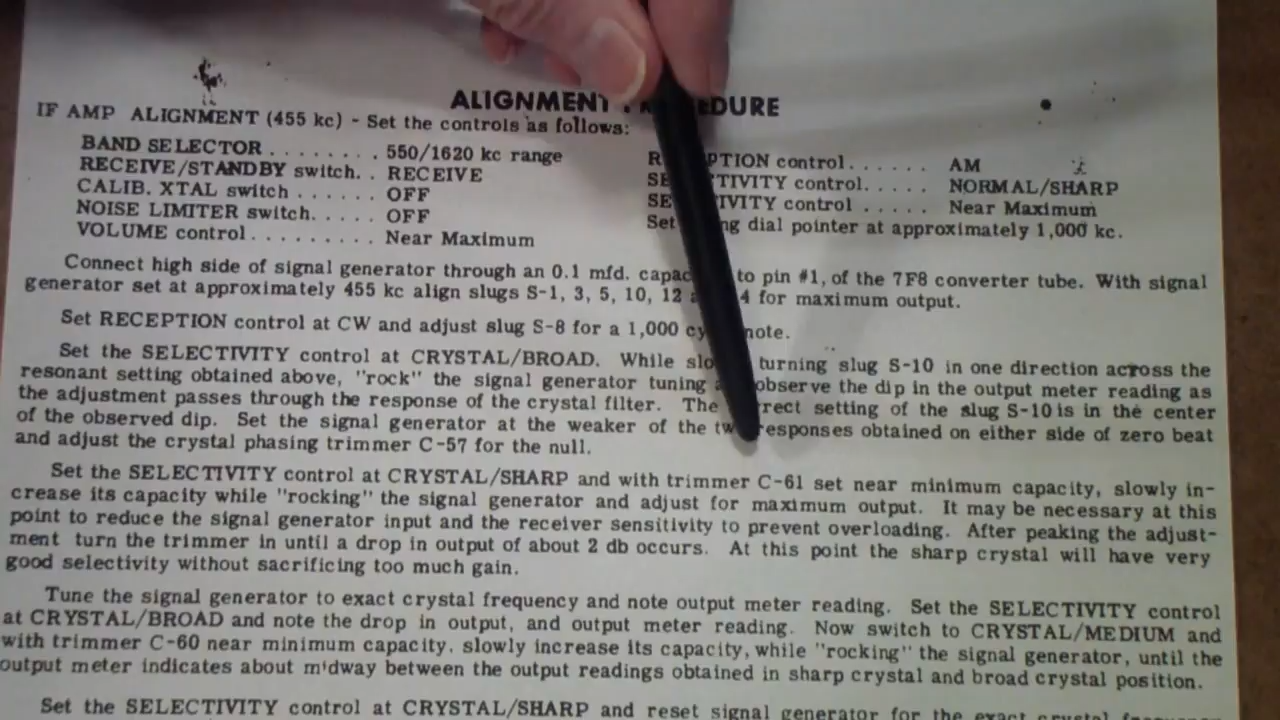 ALIGNMENT
IF AMP ALIGNMENT (455 kc) - Set the controls as follows:
BAND SELECTOR . . . . . . . . 550/1620 kc range
RECEIVE/STANDBY switch. . RECEIVE
CALIB. XTAL switch . . . . . . OFF
NOISE LIMITER switch. . . . . OFF
VOLUME control . . . . . . . . . Near Maximum
control . . . . . . AM
control. . . . . NORMAL/SHARP
control . . . . . Near Maximum
Set dial pointer at approximately 1,000 kc.
Connect high side of signal generator through an 0.1 mfd. to pin #1, of the 7F8 converter tube. With signal
generator set at approximately 455 kc align slugs S-1, 3, 5, 10, 12 4 for maximum output.
Set RECEPTION control at CW and adjust slug S-8 for a 1,000 note.
Set the SELECTIVITY control at CRYSTAL/BROAD. While turning slug S-10 in one direction across the
resonant setting obtained above, "rock" the signal generator tuning observe the dip in the output meter reading as
the adjustment passes through the response of the crystal filter. The setting of the slug S-10 is in the center
of the observed dip. Set the signal generator at the weaker of the responses obtained on either side of zero beat
and adjust the crystal phasing trimmer C-57 for the null.
Set the SELECTIVITY control at CRYSTAL/SHARP and with trimmer C-61 set near minimum capacity, slowly in-
crease its capacity while "rocking" the signal generator and adjust for maximum output. It may be necessary at this
point to reduce the signal generator input and the receiver sensitivity to prevent overloading. After peaking the adjust-
ment turn the trimmer in until a drop in output of about 2 db occurs. At this point the sharp crystal will have very
good selectivity without sacrificing too much gain.
Tune the signal generator to exact crystal frequency and note output meter reading. Set the SELECTIVITY control
at CRYSTAL/BROAD and note the drop in output, and output meter reading. Now switch to CRYSTAL/MEDIUM and
with trimmer C-60 near minimum capacity, slowly increase its capacity, while "rocking" the signal generator, until the
output meter indicates about midway between the output readings obtained in sharp crystal and broad crystal position.
Set the SELECTIVITY control at CRYSTAL/SHARP and reset signal generator for the exact crystal